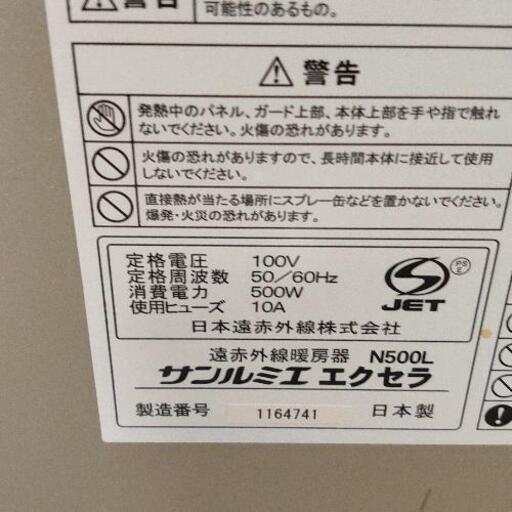 警告
可能性のあるもの。
警告
発熱中のパネル、ガード上部、本体上部を手や指で触れ
ないでください。火傷の恐れがあります。
火傷の恐れがありますので、長時間本体に接近して使用
しないでください。
直接熱が当たる場所にスプレー缶などを置かないでください。
爆発・火災の恐れがあります。
定格電圧 100V
定格周波数 50/60Hz
消費電力 500W
使用ヒューズ 10A
JET
PS
E
日本遠赤外線株式会社
遠赤外線暖房器 N500L
サンルミエ エクセラ
製造番号 1164741 日本製